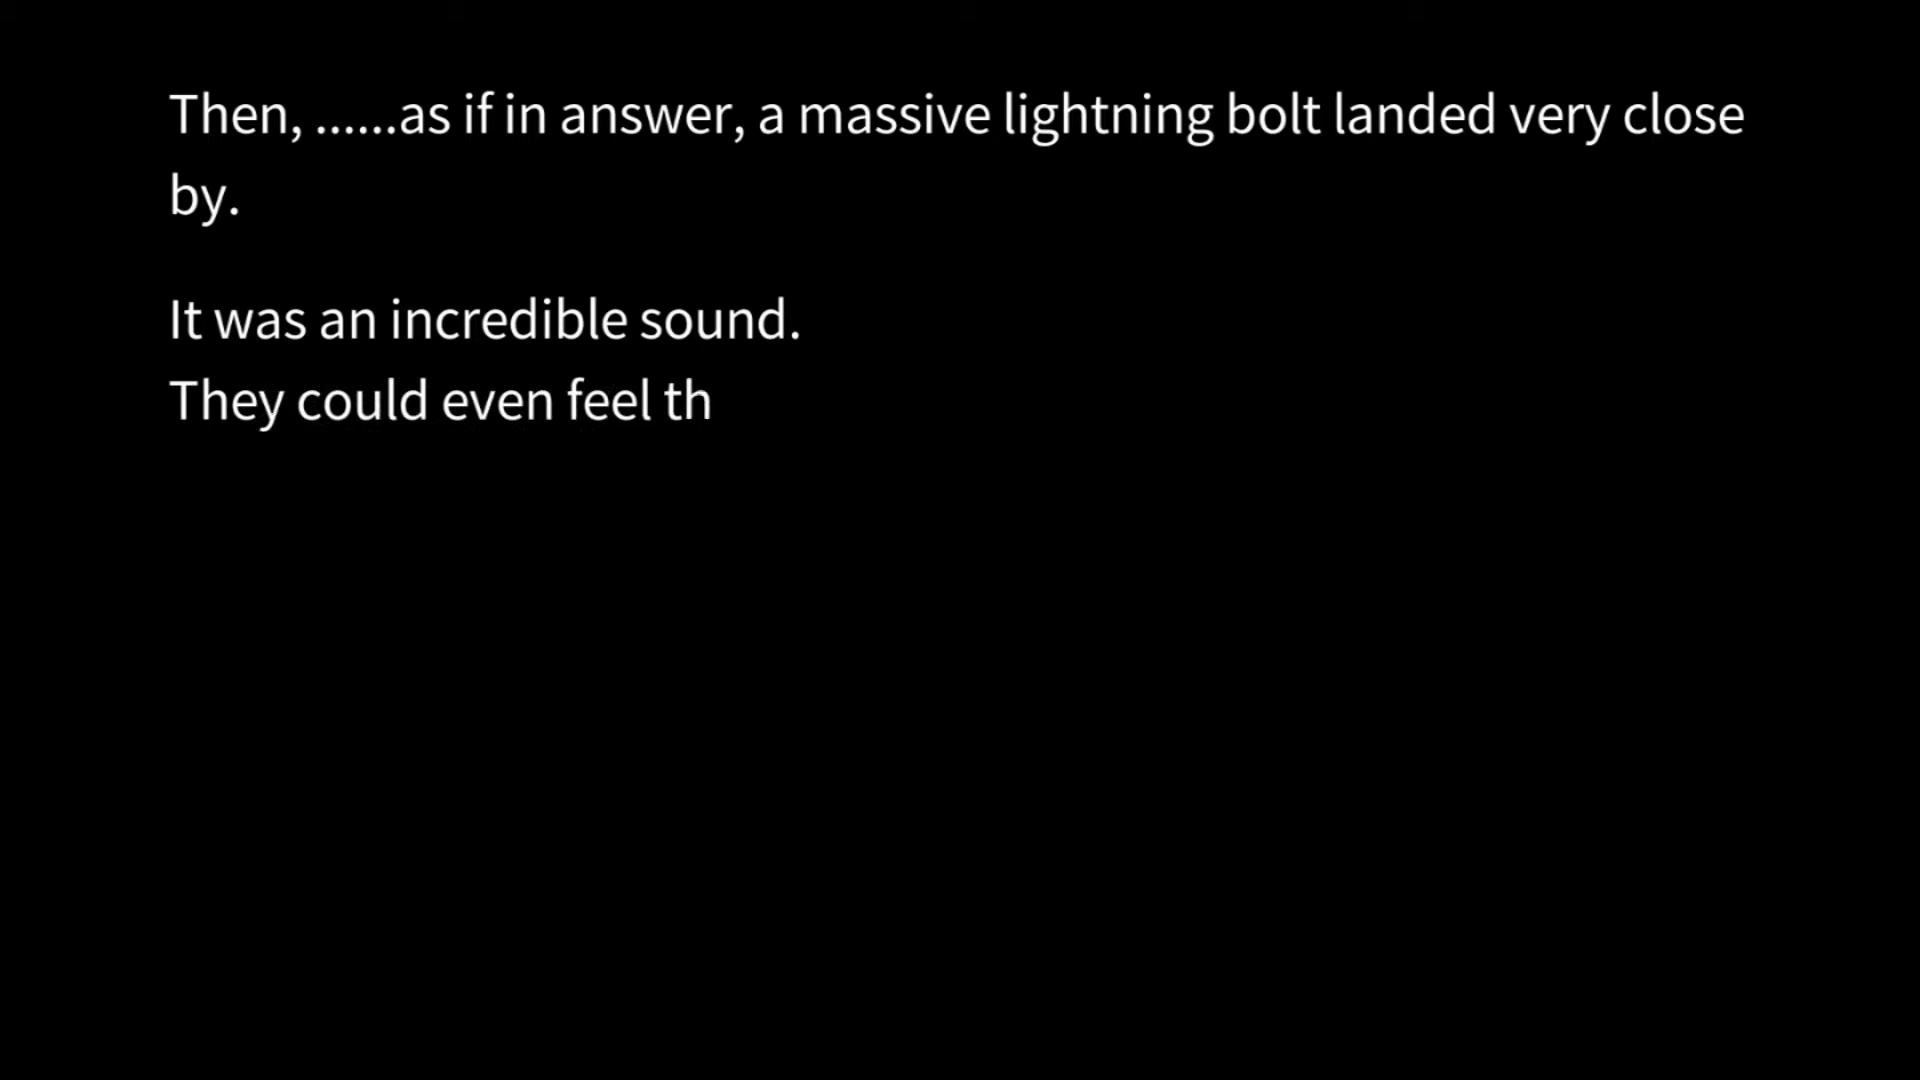 Then, ......as if in answer, a massive lightning bolt landed very close
by.
It was an incredible sound.
They could even feel th